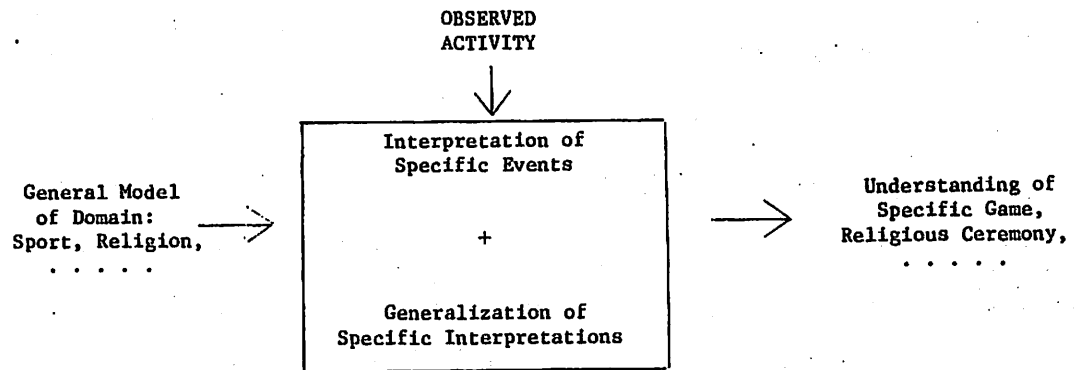 OBSERVED
ACTIVITY
Interpretation of
Specific Events
General Model
of Domain:
Sport, Religion,
. . . . .
+
Understanding of
Specific Game,
Religious Ceremony,
. . . . .
Generalization of
Specific Interpretations